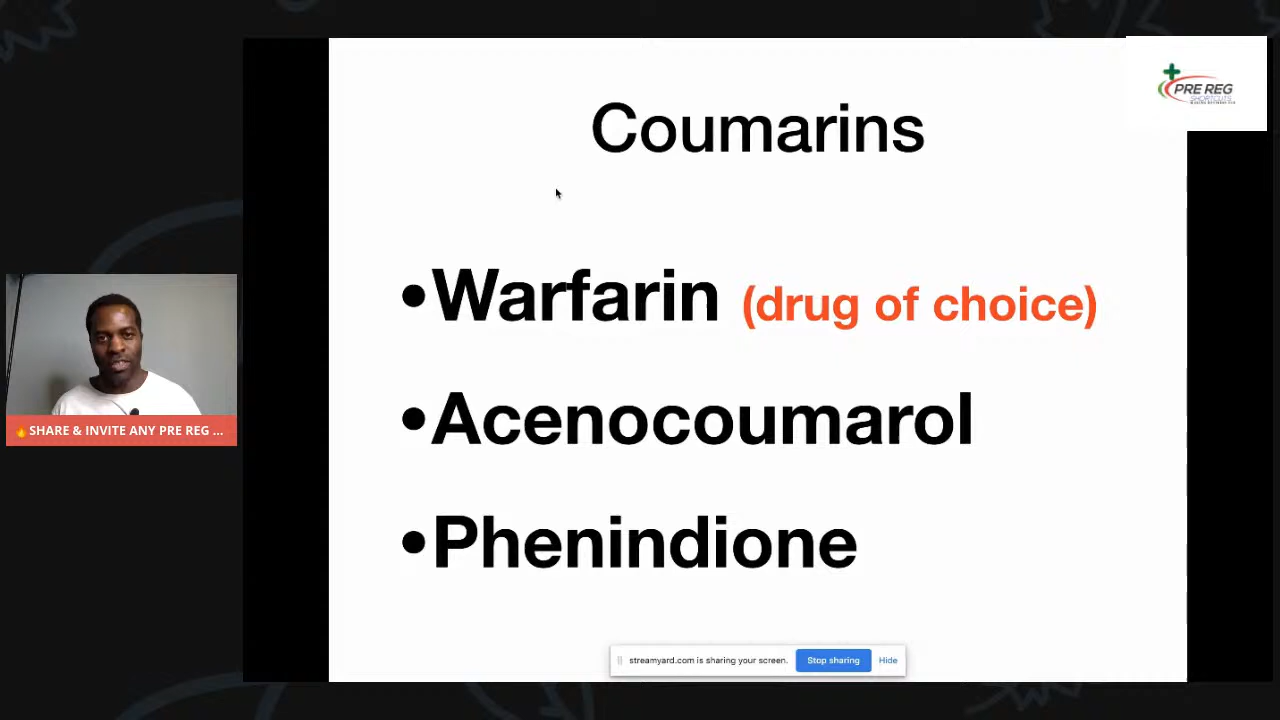 PRE REG
SHORTCUTS
Coumarins
•Warfarin (drug of choice)
•Acenocoumarol
•Phenindione
🔥SHARE & INVITE ANY PRE REG ...
streamyard.com is sharing your screen.
Stop sharing
Hide